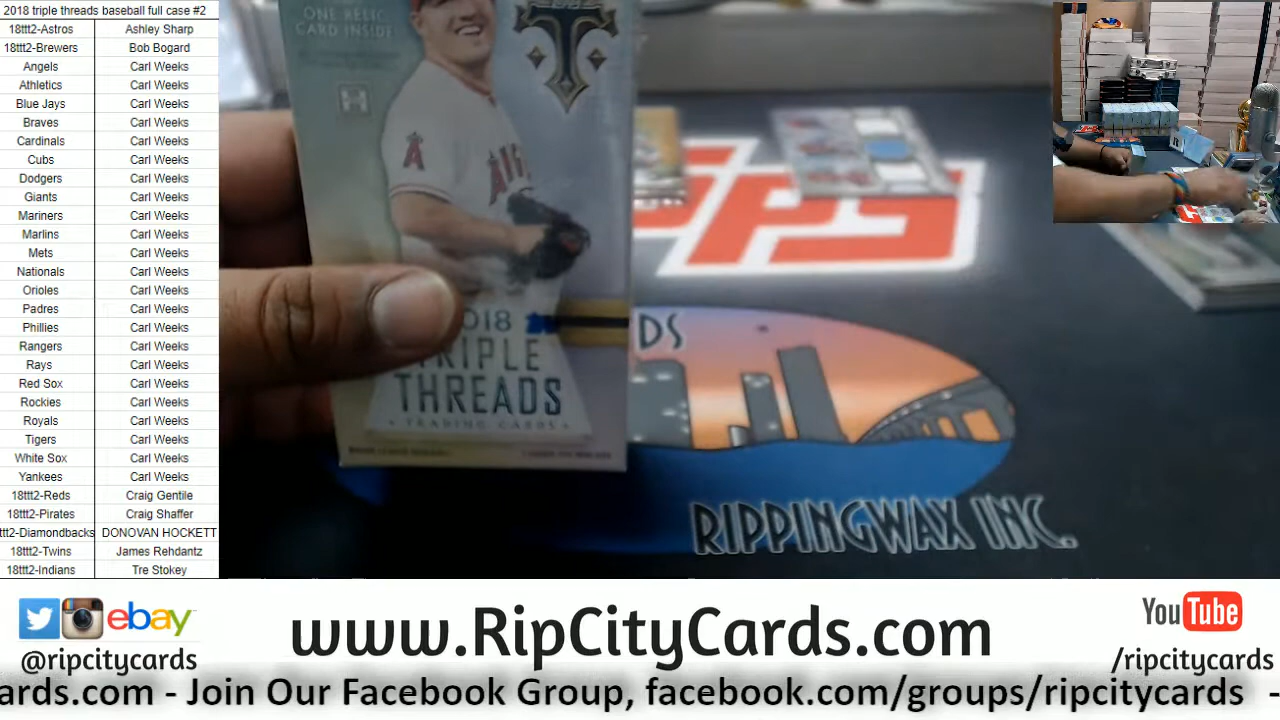 2018 triple threads baseball full case #2
18ttt2-Astros Ashley Sharp
18ttt2-Brewers Bob Bogard
Angels Carl Weeks
Athletics Carl Weeks
Blue Jays Carl Weeks
Braves Carl Weeks
Cardinals Carl Weeks
Cubs Carl Weeks
Dodgers Carl Weeks
Giants Carl Weeks
Mariners Carl Weeks
Marlins Carl Weeks
Mets Carl Weeks
Nationals Carl Weeks
Orioles Carl Weeks
Padres Carl Weeks
Phillies Carl Weeks
Rangers Carl Weeks
Rays Carl Weeks
Red Sox Carl Weeks
Rockies Carl Weeks
Royals Carl Weeks
Tigers Carl Weeks
White Sox Carl Weeks
Yankees Carl Weeks
18ttt2-Reds Craig Gentile
18ttt2-Pirates Craig Shaffer
ttt2-Diamondbacks DONOVAN HOCKETT
18ttt2-Twins James Rehdantz
18ttt2-Indians Tre Stokey
ONE RELIC
CARD INSIDE
T
A
018
TRIPLE
THREADS
TRADING CARDS
PPS
DS
RIPPINGWAX INC.
ebay
@ripcitycards
www.RipCityCards.com
YouTube
/ripcitycards
ards.com - Join Our Facebook Group, facebook.com/groups/ripcitycards -